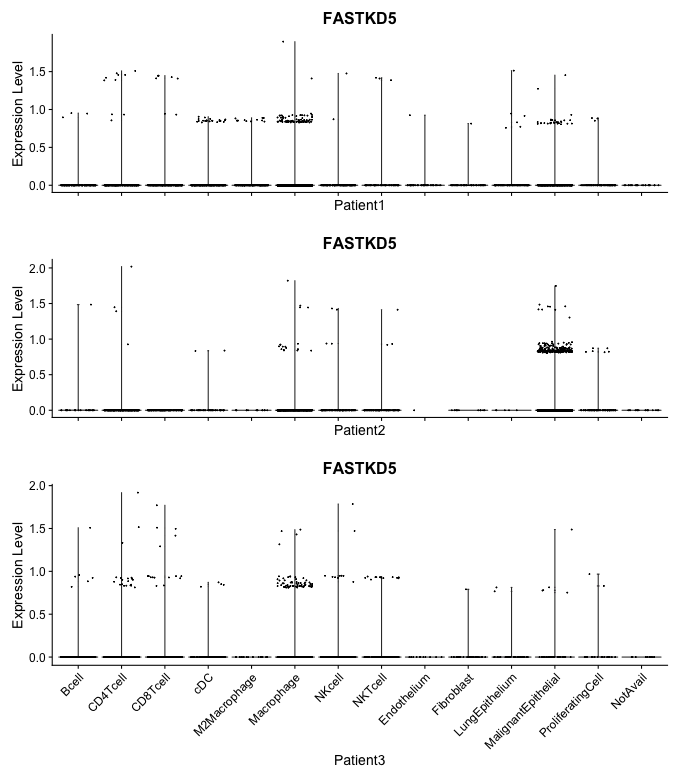 FASTKD5
Expression Level
1.5
1.0
0.5
0.0
Patient1
FASTKD5
Expression Level
2.0
1.5
1.0
0.5
0.0
Patient2
FASTKD5
Expression Level
2.0
1.5
1.0
0.5
0.0
Bcell
CD4Tcell
CD8Tcell
cDC
M2Macrophage
Macrophage
NKcell
NKTcell
Endothelium
Fibroblast
LungEpithelium
MalignantEpithelial
ProliferatingCell
NotAvail
Patient3